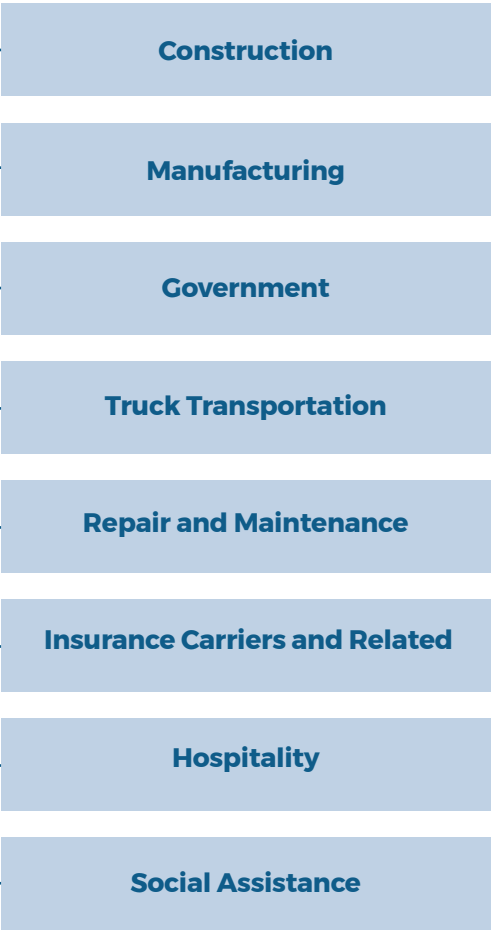 Construction
Manufacturing
Government
Truck Transportation
Repair and Maintenance
Insurance Carriers and Related
Hospitality
Social Assistance